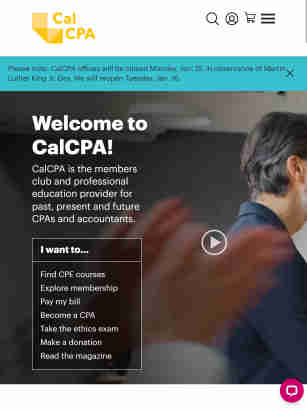 Cal
CPA
Please note: CalCPA offices will be closed Monday, Jan. 15, in observance of Martin
Luther King Jr. Day. We will reopen Tuesday, Jan. 16.
Welcome to
CalCPA!
CalCPA is the members
club and professional
education provider for
past, present and future
CPAs and accountants.
I want to...
Find CPE courses
Explore membership
Pay my bill
Become a CPA
Take the ethics exam
Make a donation
Read the magazine